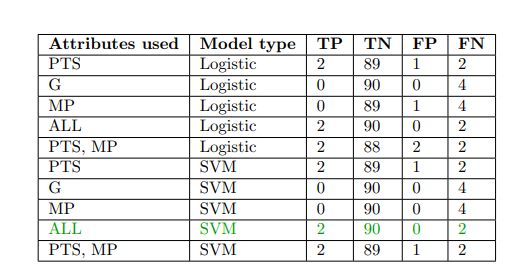 Attributes used Model type TP TN FP FN
PTS Logistic 2 89 1 2
G Logistic 0 90 0 4
MP Logistic 0 89 1 4
ALL Logistic 2 90 0 2
PTS, MP Logistic 2 88 2 2
PTS SVM 2 89 1 2
G SVM 0 90 0 4
MP SVM 0 90 0 4
ALL SVM 2 90 0 2
PTS, MP SVM 2 89 1 2